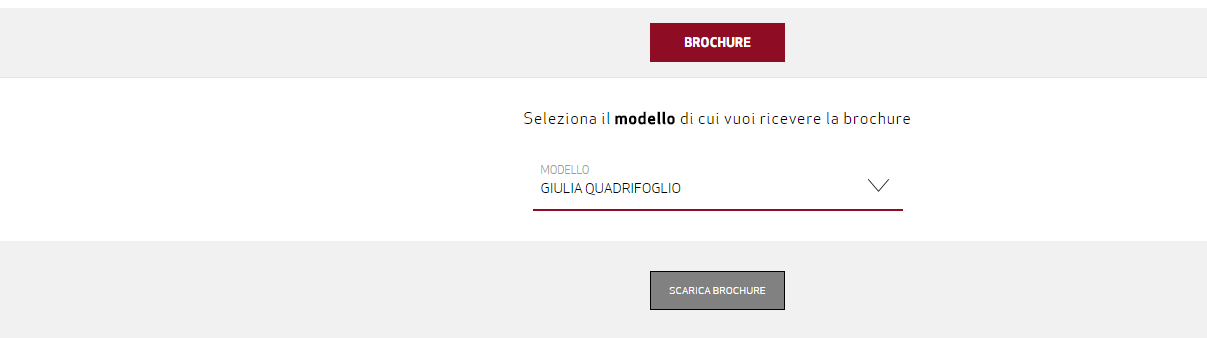 BROCHURE
Seleziona il modello di cui vuoi ricevere la brochure
MODELLO
GIULIA QUADRIFOGLIO
SCARICA BROCHURE